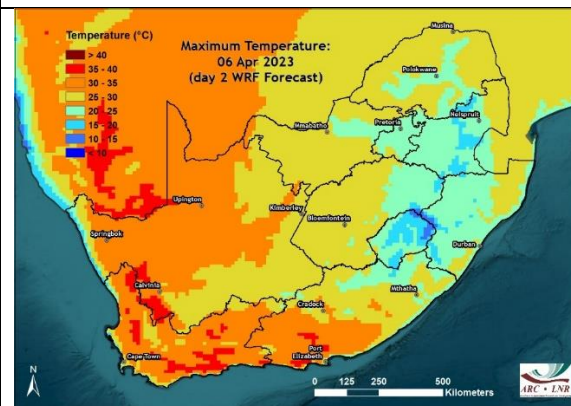 Temperature (°C)
> 40
35 - 40
30 - 35
25 - 30
20 - 25
15 - 20
10 - 15
< 10
Maximum Temperature:
06 Apr 2023
(day 2 WRF Forecast)
Musina
Polokwane
Nelspruit
Pretoria
Mmabatho
Upington
Kimberley
Bloemfontein
Springbok
Durban
Mthatha
Calvinia
Cradock
Port
Elizabeth
Cape Town
N
0 125 250 500
Kilometers
ARC • LNR